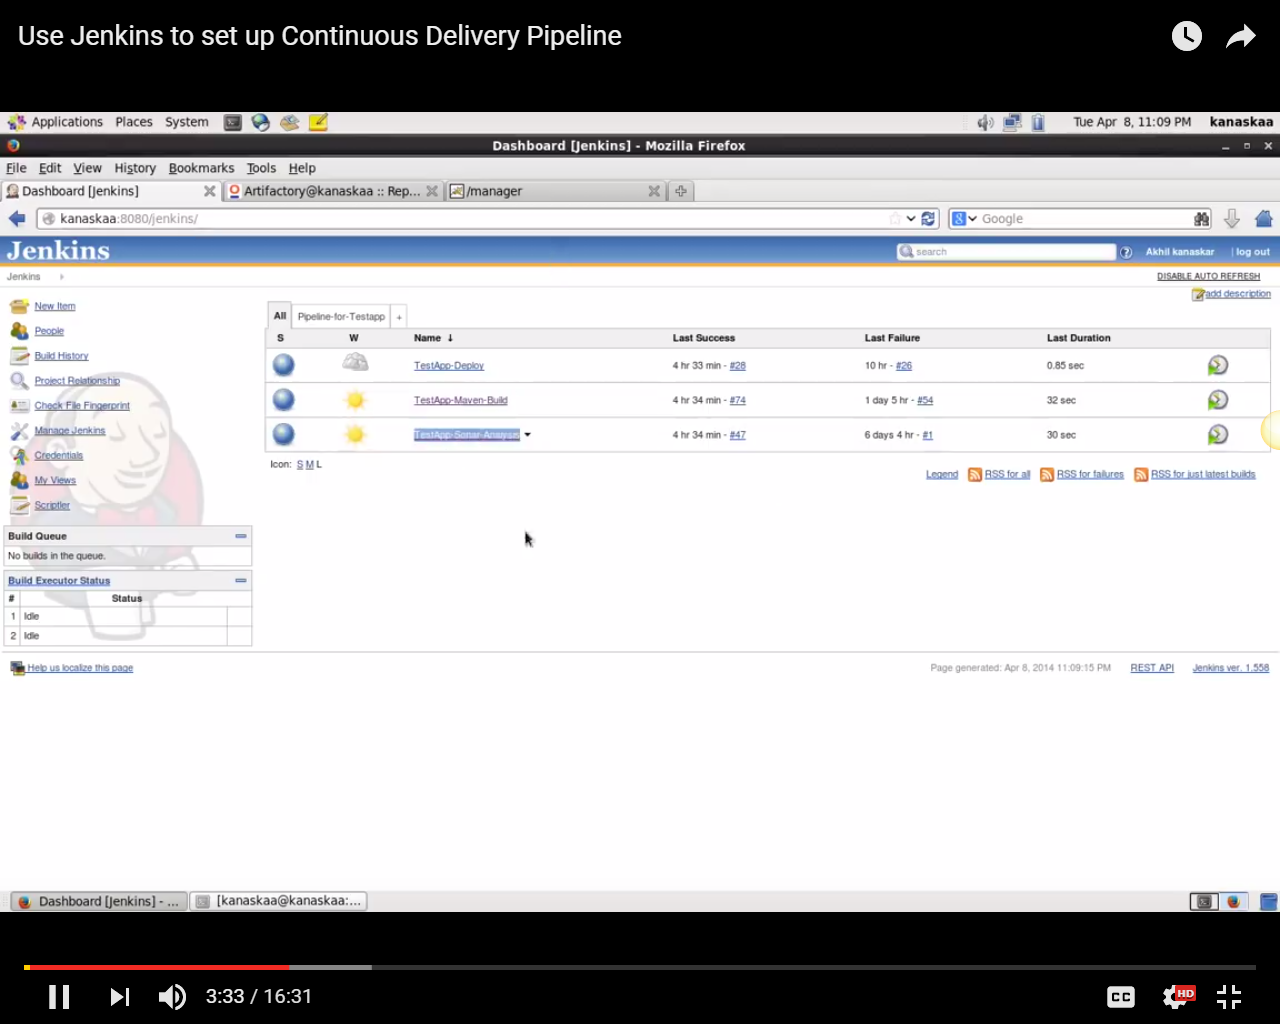 Use Jenkins to set up Continuous Delivery Pipeline
Applications Places System Tue Apr 8, 11:09 PM kanaskaa
Dashboard [Jenkins] - Mozilla Firefox
File Edit View History Bookmarks Tools Help
Dashboard [Jenkins] Artifactory@kanaskaa :: Rep... /manager
kanaskaa:8080/jenkins/ Google
Jenkins search Akhil kanaskar | log out
Jenkins DISABLE AUTO REFRESH
add description
New Item
People
Build History
Project Relationship
Check File Fingerprint
Manage Jenkins
Credentials
My Views
Scriptler
All Pipeline-for-Testapp +
S W Name ↓ Last Success Last Failure Last Duration
TestApp-Deploy 4 hr 33 min - #28 10 hr - #26 0.85 sec
TestApp-Maven-Build 4 hr 34 min - #74 1 day 5 hr - #54 32 sec
TestApp-Sonar-Analysis 4 hr 34 min - #47 6 days 4 hr - #1 30 sec
Icon: S M L
Legend RSS for all RSS for failures RSS for just latest builds
Build Queue
No builds in the queue.
Build Executor Status
# Status
1 Idle
2 Idle
Help us localize this page Page generated: Apr 8, 2014 11:09:15 PM REST API Jenkins ver. 1.558
Dashboard [Jenkins] - ... [kanaskaa@kanaskaa:...
3:33 / 16:31 CC HD